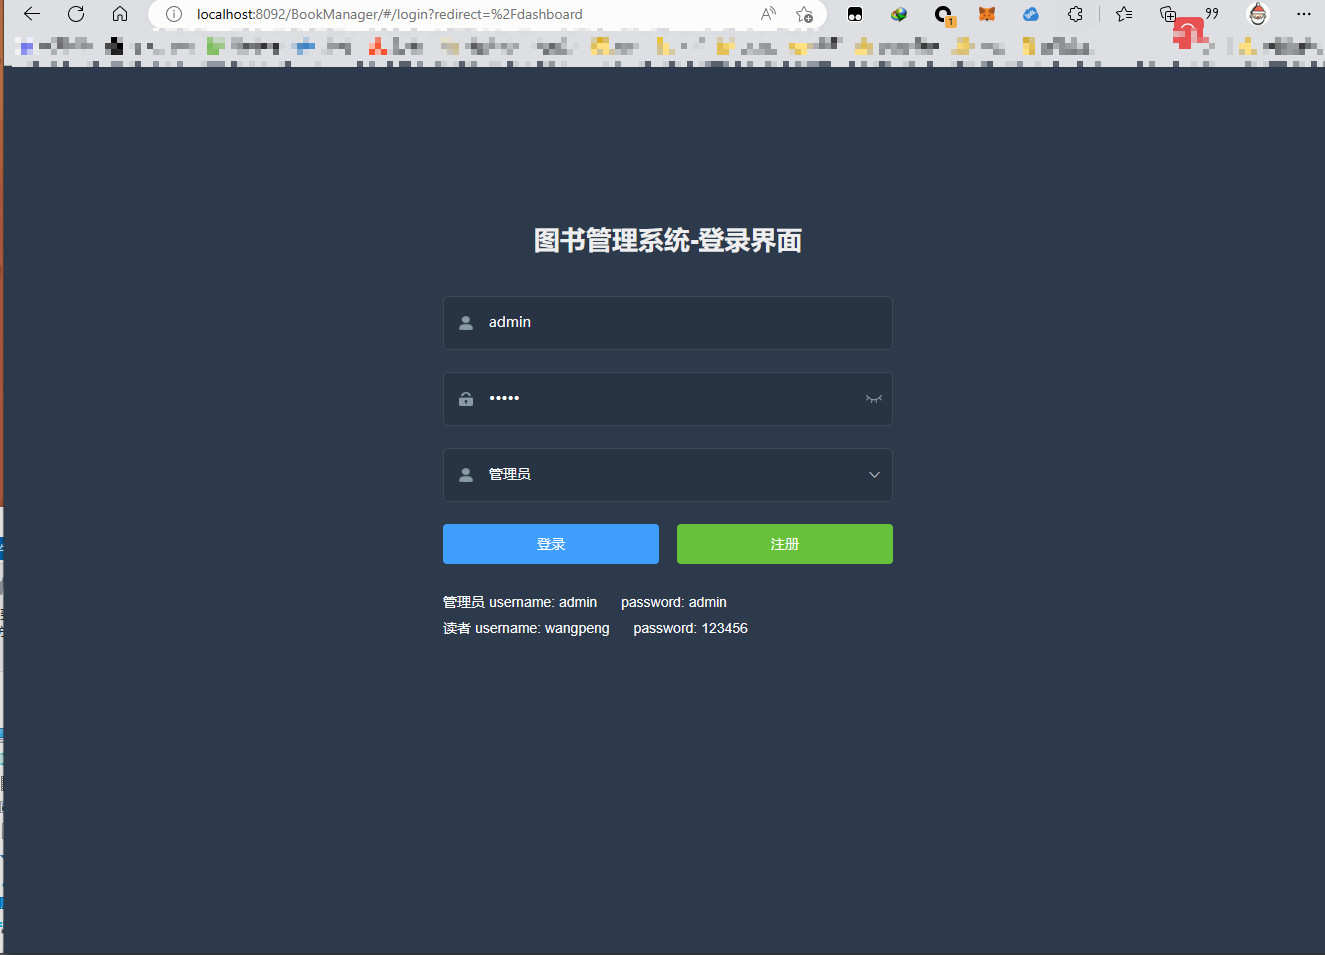 localhost:8092/BookManager/#/login?redirect=%2Fdashboard
1
图书管理系统-登录界面
admin
•••••
管理员
登录 注册
管理员 username: admin password: admin
读者 username: wangpeng password: 123456